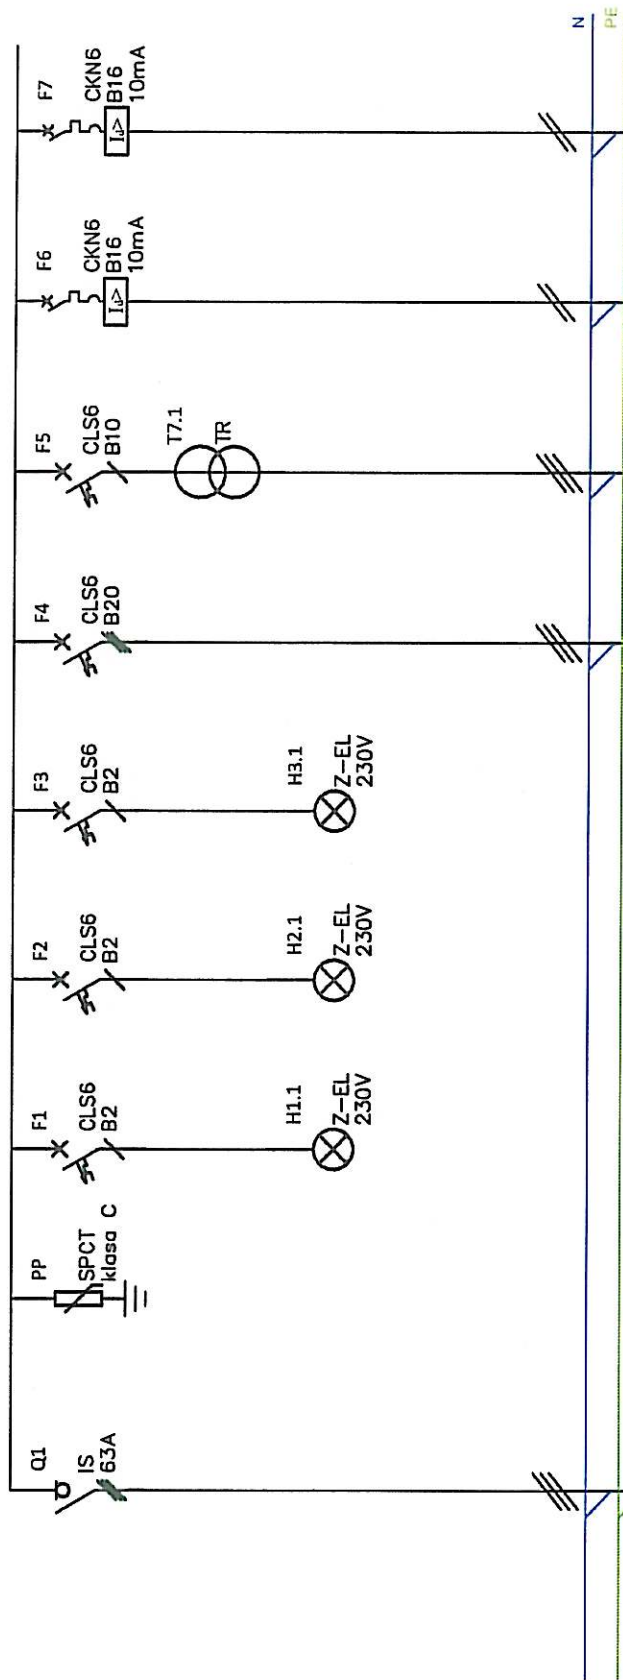 Q1
IS
63A
PP
SPCT
klasa C
F1
CLS6
B2
H1.1
Z-EL
230V
F2
CLS6
B2
H2.1
Z-EL
230V
F3
CLS6
B2
H3.1
Z-EL
230V
F4
CLS6
B20
F5
CLS6
B10
T7.1
TR
F6
CKN6
B16
10mA
I₄>
F7
CKN6
B16
10mA
I₄>
N
PE